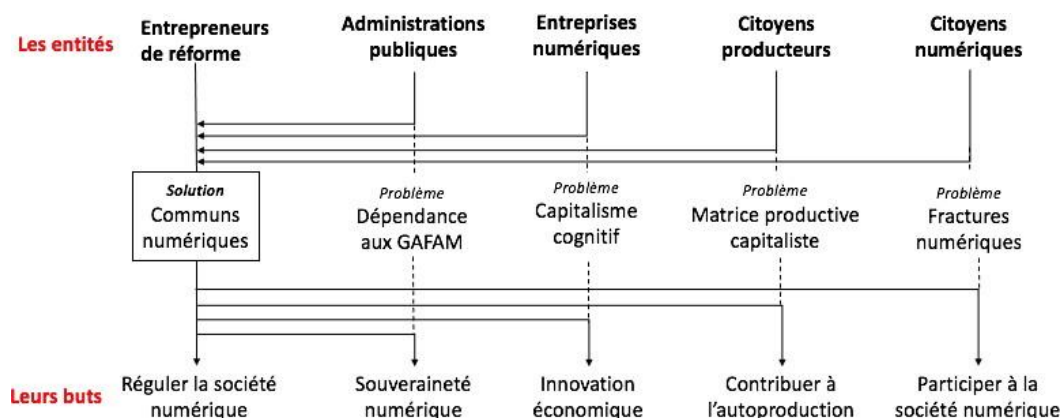 Les entités
Entrepreneurs
de réforme
Administrations
publiques
Entreprises
numériques
Citoyens
producteurs
Citoyens
numériques
Solution
Communs
numériques
Problème
Dépendance
aux GAFAM
Problème
Capitalisme
cognitif
Problème
Matrice productive
capitaliste
Problème
Fractures
numériques
Leurs buts
Réguler la société
numérique
Souveraineté
numérique
Innovation
économique
Contribuer à
l'autoproduction
Participer à la
société numérique